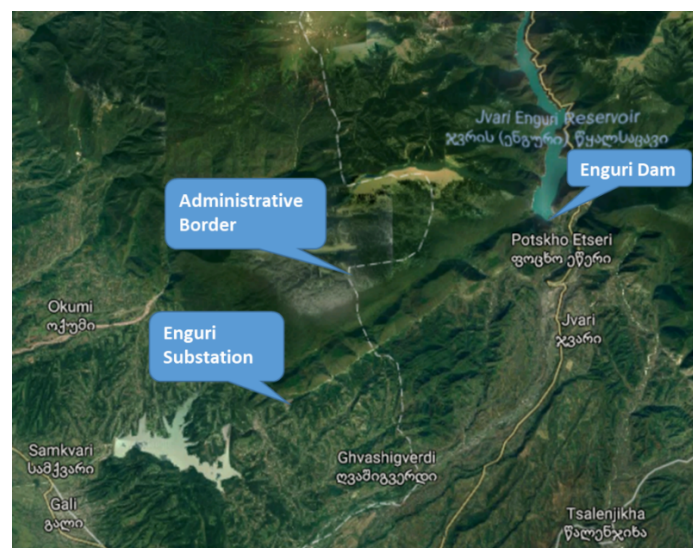 Jvari Enguri Reservoir
ჯვრის (ენგური) წყალსაცავი
Enguri Dam
Administrative
Border
Potskho Etseri
ფოცხო ეწერი
Okumi
ოქუმი
Enguri
Substation
Jvari
ჯვარი
Samkvari
სამქვარი
Ghvashigverdi
ღვაშიგვერდი
Gali
გალი
Tsalenjikha
წალენჯიხა